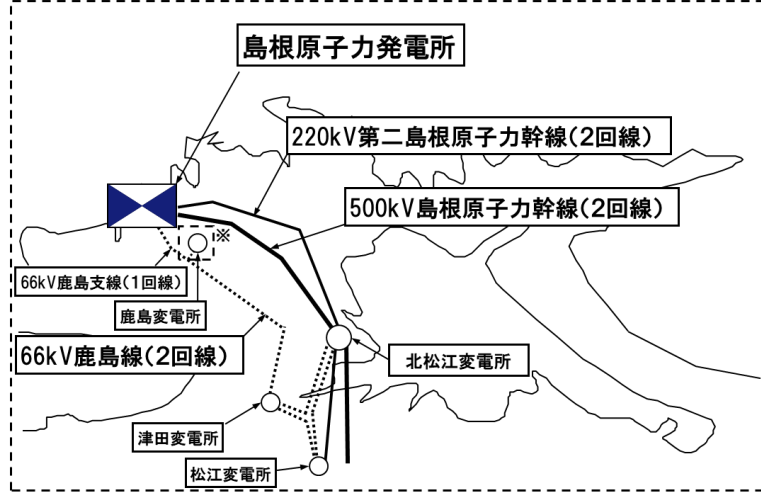 島根原子力発電所
220kV第二島根原子力幹線(2回線)
500kV島根原子力幹線(2回線)
※
66kV鹿島支線(1回線)
鹿島変電所
66kV鹿島線(2回線)
北松江変電所
津田変電所
松江変電所